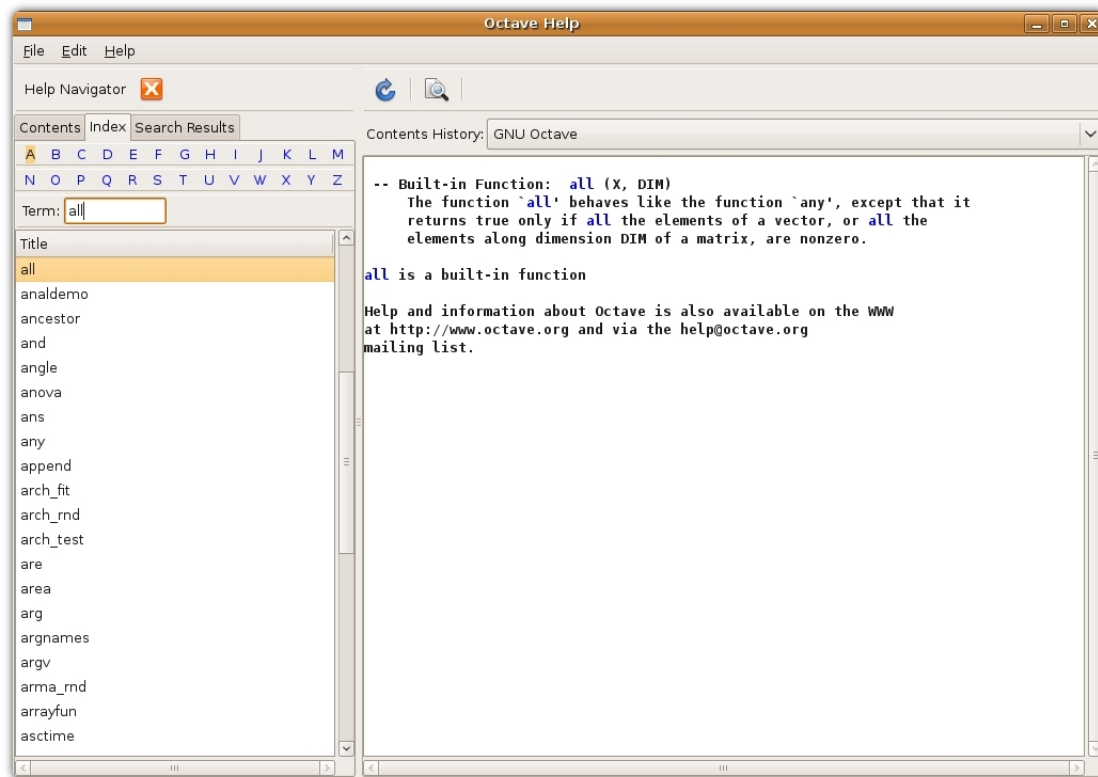 Octave Help
File Edit Help
Help Navigator
Contents Index Search Results
A B C D E F G H I J K L M
N O P Q R S T U V W X Y Z
Term: all
Title
all
analdemo
ancestor
and
angle
anova
ans
any
append
arch_fit
arch_rnd
arch_test
are
area
arg
argnames
argv
arma_rnd
arrayfun
asctime
Contents History: GNU Octave
-- Built-in Function:  all (X, DIM)
The function `all' behaves like the function `any', except that it
returns true only if all the elements of a vector, or all the
elements along dimension DIM of a matrix, are nonzero.
all is a built-in function
Help and information about Octave is also available on the WWW
at http://www.octave.org and via the help@octave.org
mailing list.